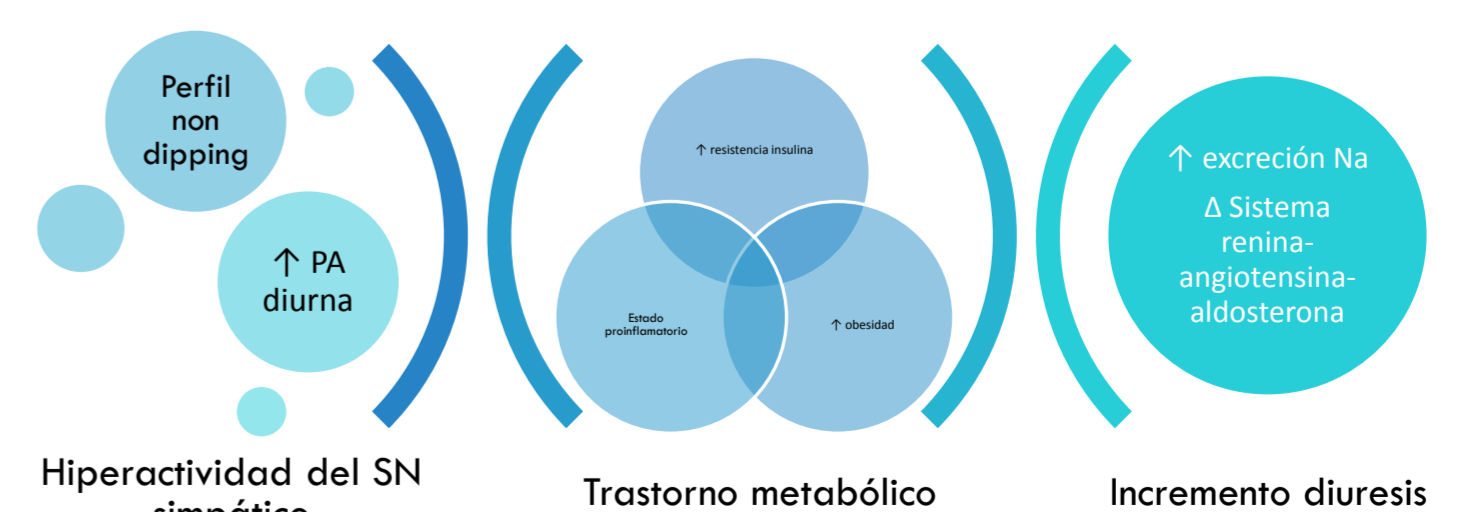 Perfil
non
dipping
↑ PA
diurna
Hiperactividad del SN
simpático
↑ resistencia insulina
Estado
proinflamatorio
↑ obesidad
Trastorno metabólico
↑ excreción Na
Δ Sistema
renina-
angiotensina-
aldosterona
Incremento diuresis